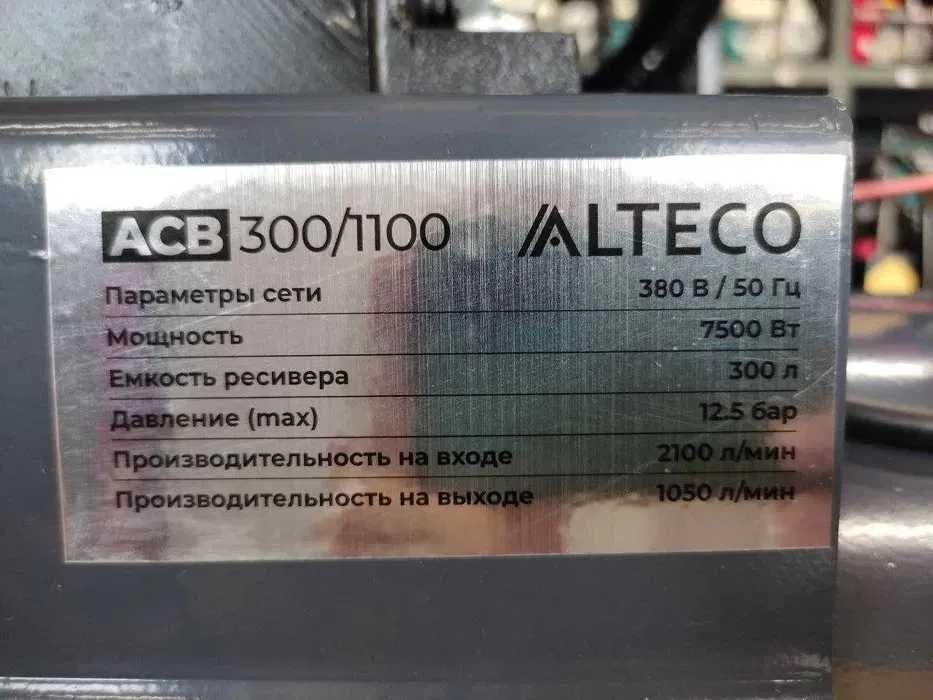 ACB 300/1100 ALTECO
Параметры сети 380 В / 50 Гц
Мощность 7500 Вт
Емкость ресивера 300 л
Давление (max) 12.5 бар
Производительность на входе 2100 л/мин
Производительность на выходе 1050 л/мин